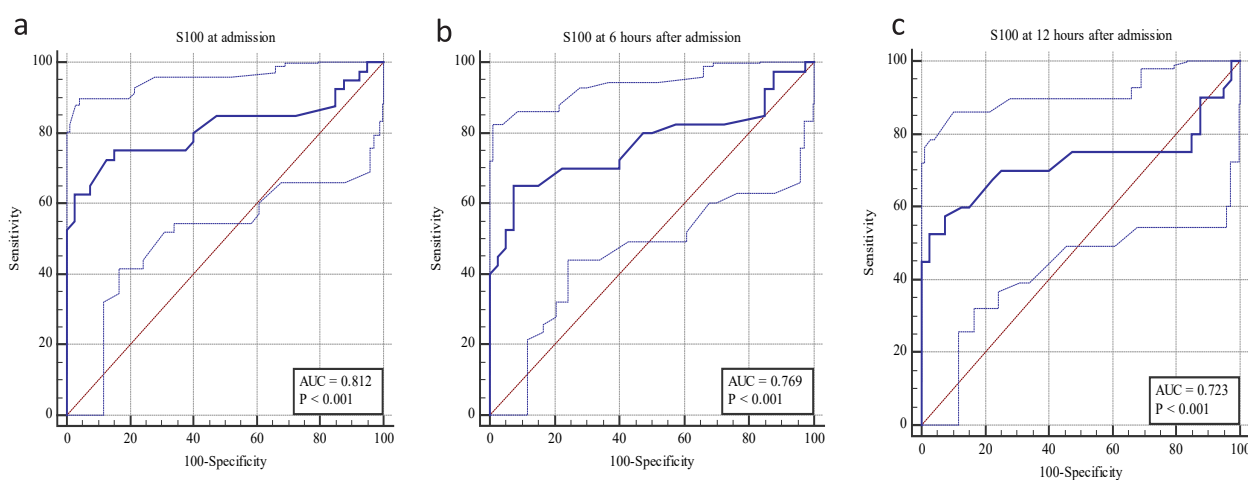 a
S100 at admission
100
80
60
40
20
0
Sensitivity
0 20 40 60 80 100
100-Specificity
AUC = 0.812
P < 0.001
b
S100 at 6 hours after admission
100
80
60
40
20
0
Sensitivity
0 20 40 60 80 100
100-Specificity
AUC = 0.769
P < 0.001
c
S100 at 12 hours after admission
100
80
60
40
20
0
Sensitivity
0 20 40 60 80 100
100-Specificity
AUC = 0.723
P < 0.001